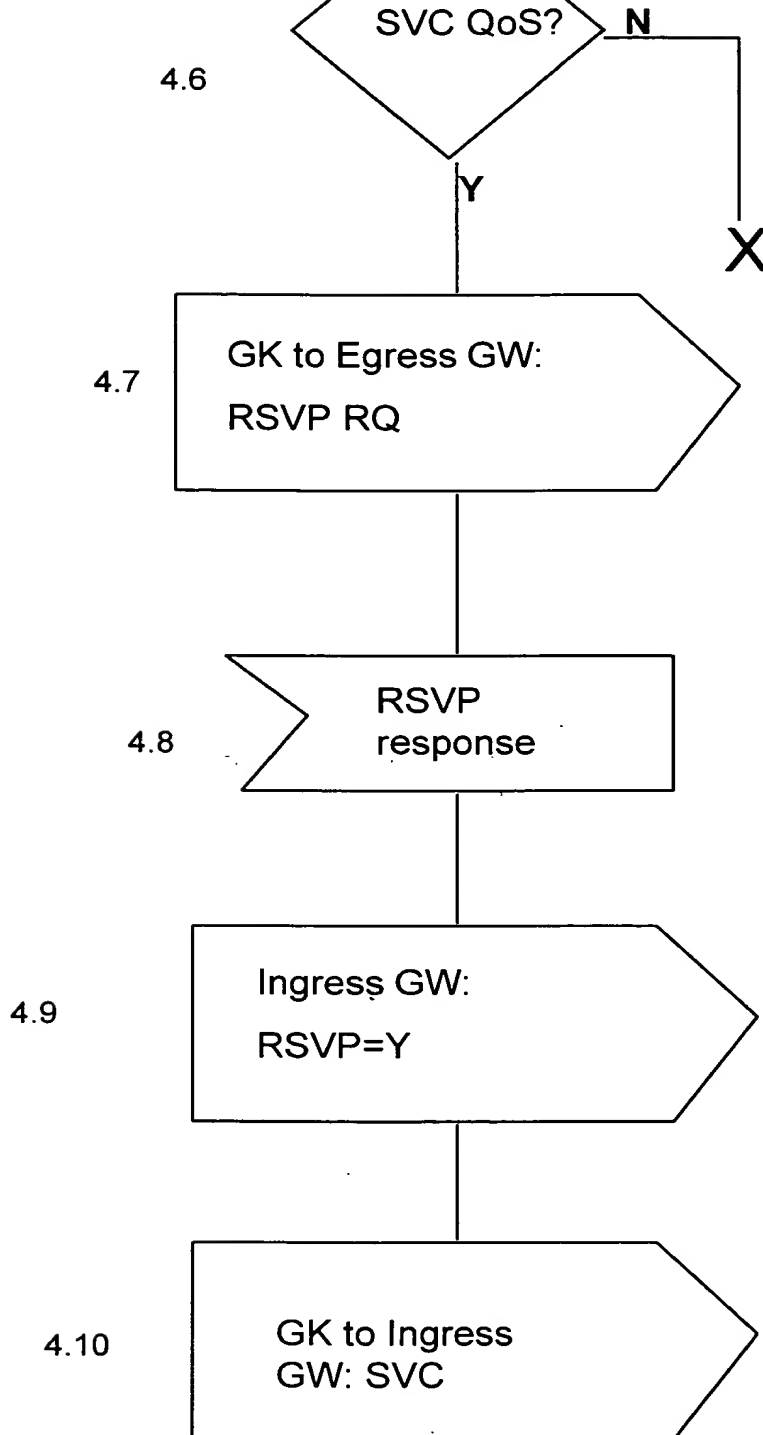 SVC QoS?
N
4.6
Y
X
4.7
GK to Egress GW:
RSVP RQ
4.8
RSVP
response
4.9
Ingress GW:
RSVP=Y
4.10
GK to Ingress
GW: SVC